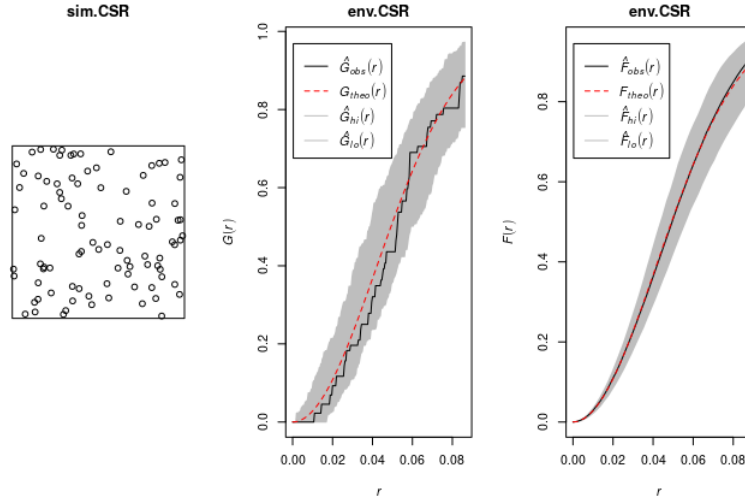 sim.CSR
env.CSR
Ĝobs(r)
Gtheo(r)
Ĝhi(r)
Ĝlo(r)
G(r)
0.0
0.2
0.4
0.6
0.8
1.0
0.00
0.02
0.04
0.06
0.08
r
env.CSR
F̂obs(r)
Ftheo(r)
F̂hi(r)
F̂lo(r)
F(r)
0.0
0.2
0.4
0.6
0.8
0.00
0.02
0.04
0.06
0.08
r